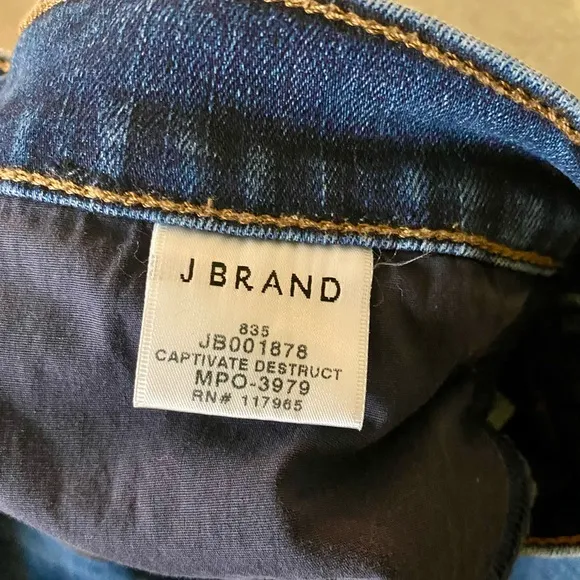 J BRAND
835
JB001878
CAPTIVATE DESTRUCT
MPO-3979
RN# 117965